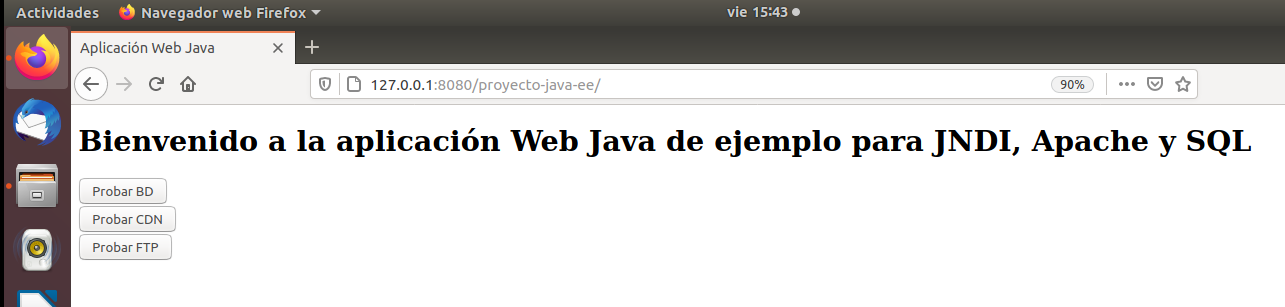 Actividades Navegador web Firefox vie 15:43
Aplicación Web Java
127.0.0.1:8080/proyecto-java-ee/ 90%
Bienvenido a la aplicación Web Java de ejemplo para JNDI, Apache y SQL
Probar BD
Probar CDN
Probar FTP